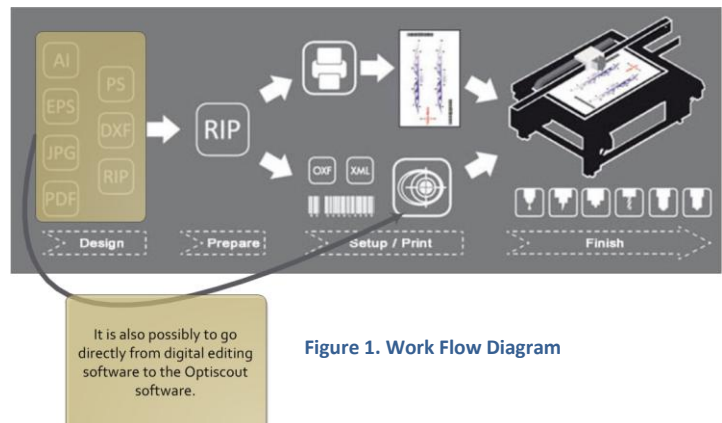 AI
PS
EPS
DXF
JPG
RIP
PDF
RIP
OXF XML
Design
Prepare
Setup / Print
Finish
It is also possibly to go
directly from digital editing
software to the Optiscout
software.
Figure 1. Work Flow Diagram